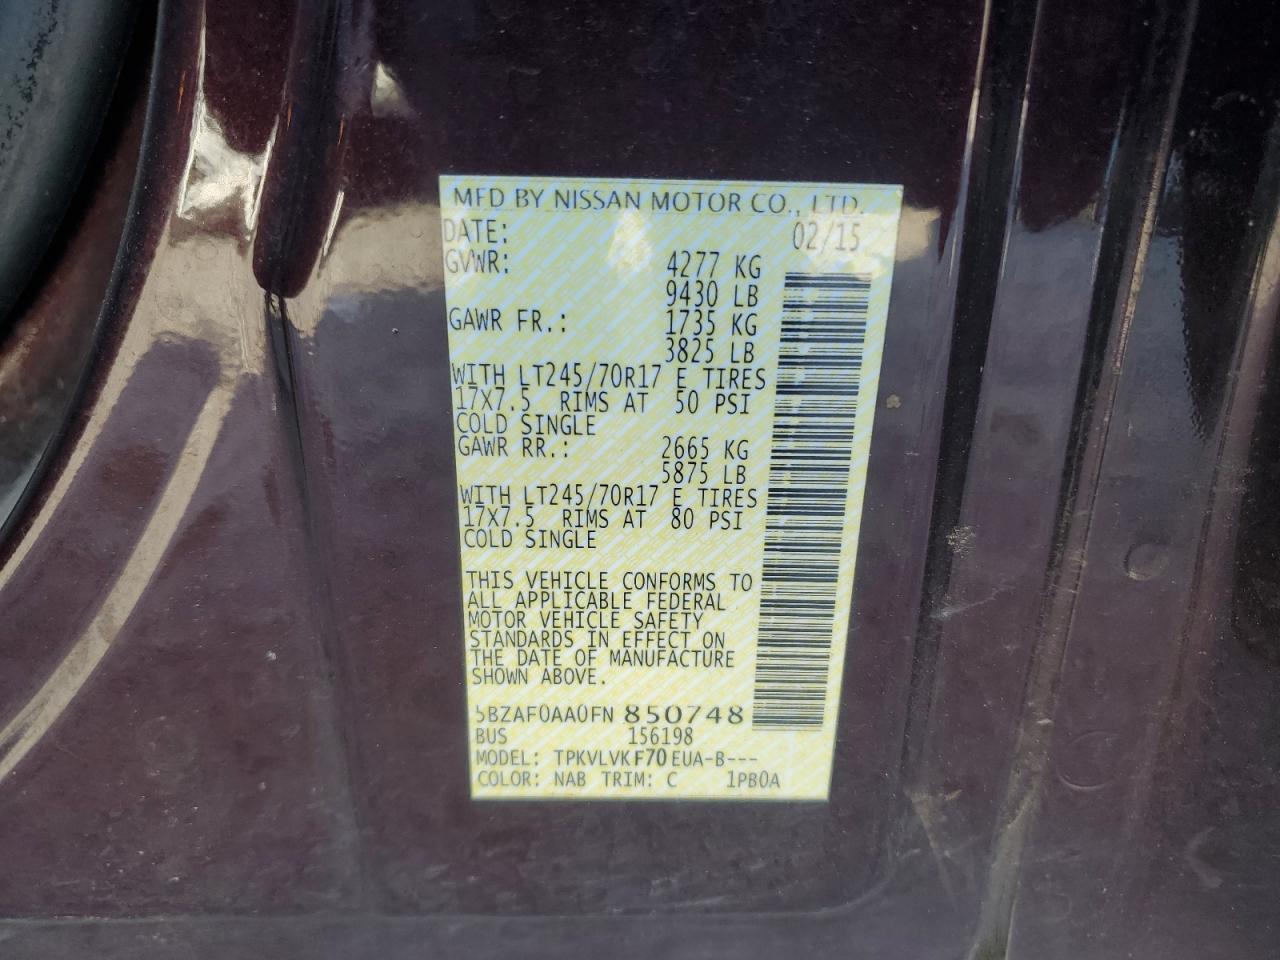 MFD BY NISSAN MOTOR CO., LTD.
DATE: 02/15
GVWR: 4277 KG
9430 LB
GAWR FR.: 1735 KG
3825 LB
WITH LT245/70R17 E TIRES
17X7.5 RIMS AT 50 PSI
COLD SINGLE
GAWR RR.: 2665 KG
5875 LB
WITH LT245/70R17 E TIRES
17X7.5 RIMS AT 80 PSI
COLD SINGLE
THIS VEHICLE CONFORMS TO
ALL APPLICABLE FEDERAL
MOTOR VEHICLE SAFETY
STANDARDS IN EFFECT ON
THE DATE OF MANUFACTURE
SHOWN ABOVE.
5BZAF0AA0FN 850748
BUS 156198
MODEL: TPKVLVKF70EUA-B---
COLOR: NAB TRIM: C 1PB0A